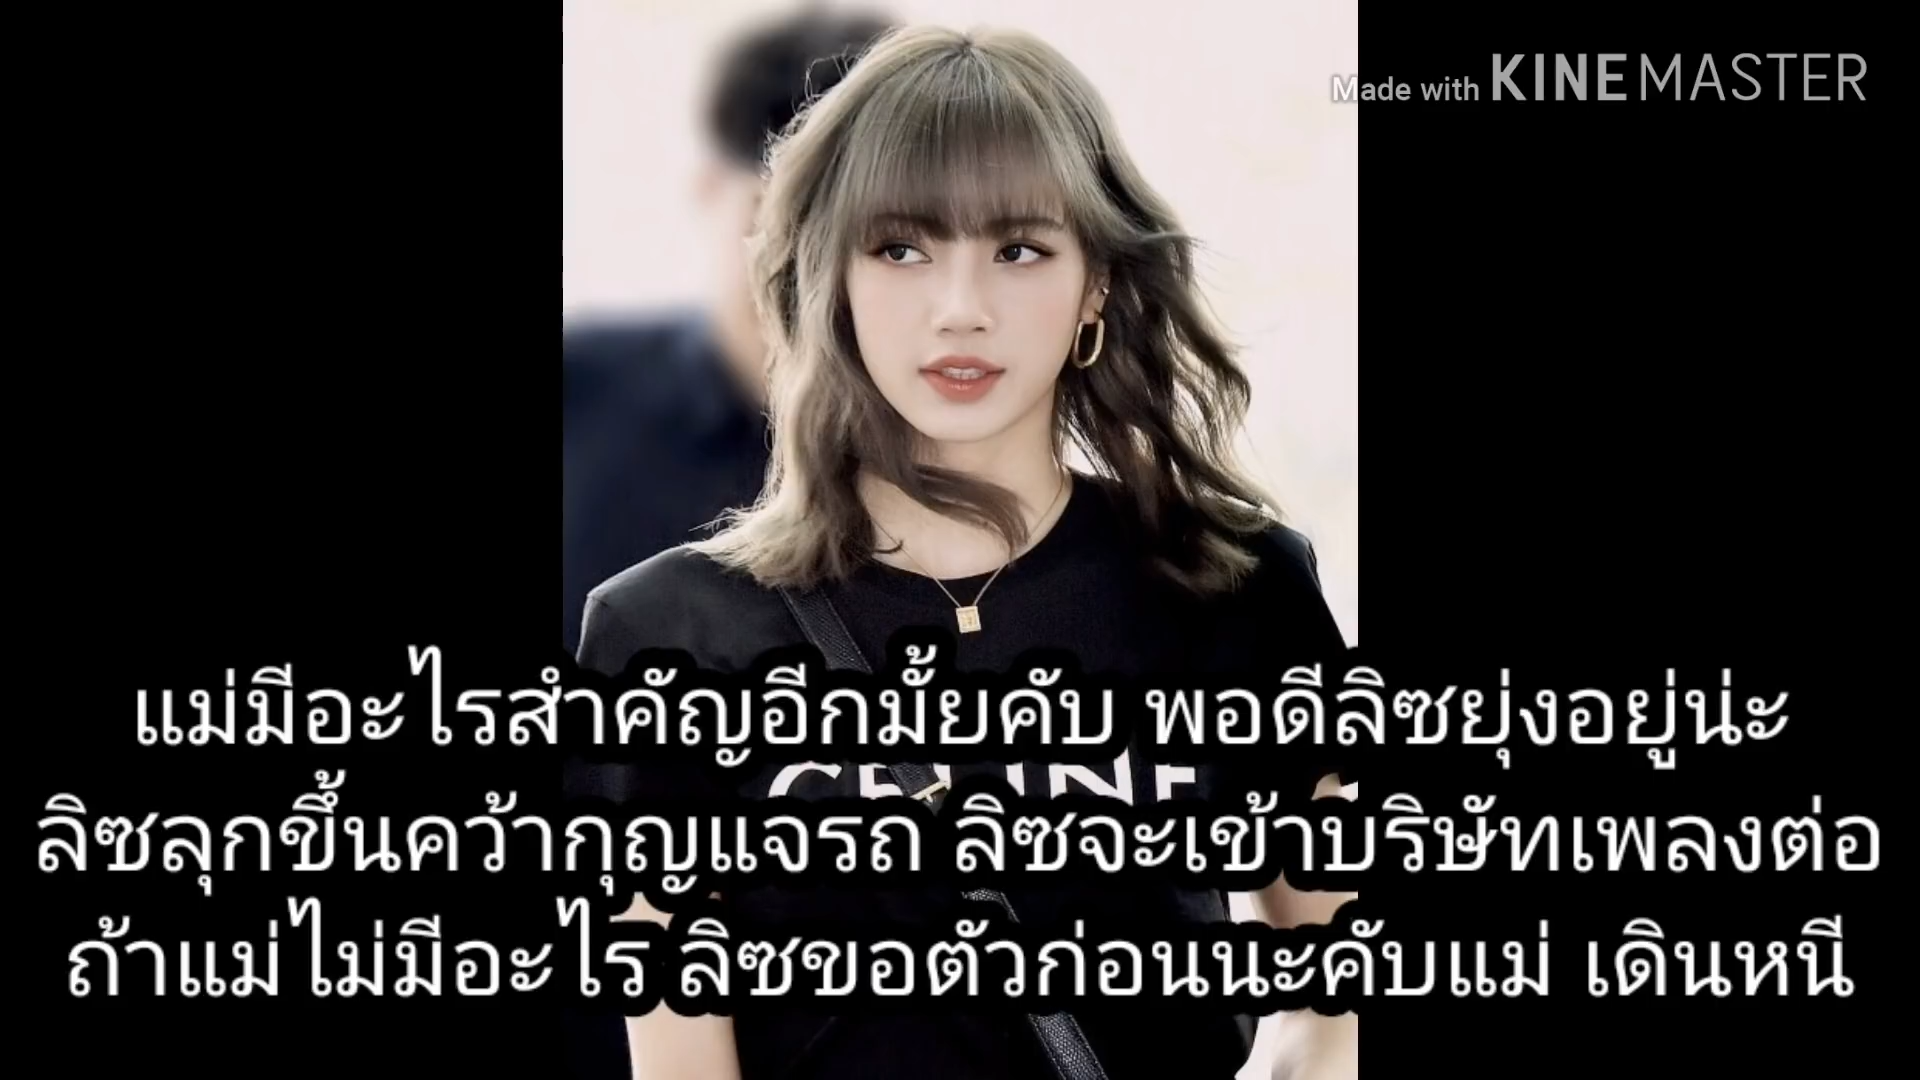 Made with KINEMASTER
แม่มีอะไรสำคัญอีกมั้ยคับ พอดีลิซยุ่งอยู่น่ะ
CELINE
ลิซลุกขึ้นคว้ากุญแจรถ ลิซจะเข้าบริษัทเพลงต่อ
ถ้าแม่ไม่มีอะไร ลิซขอตัวก่อนนะคับแม่ เดินหนี